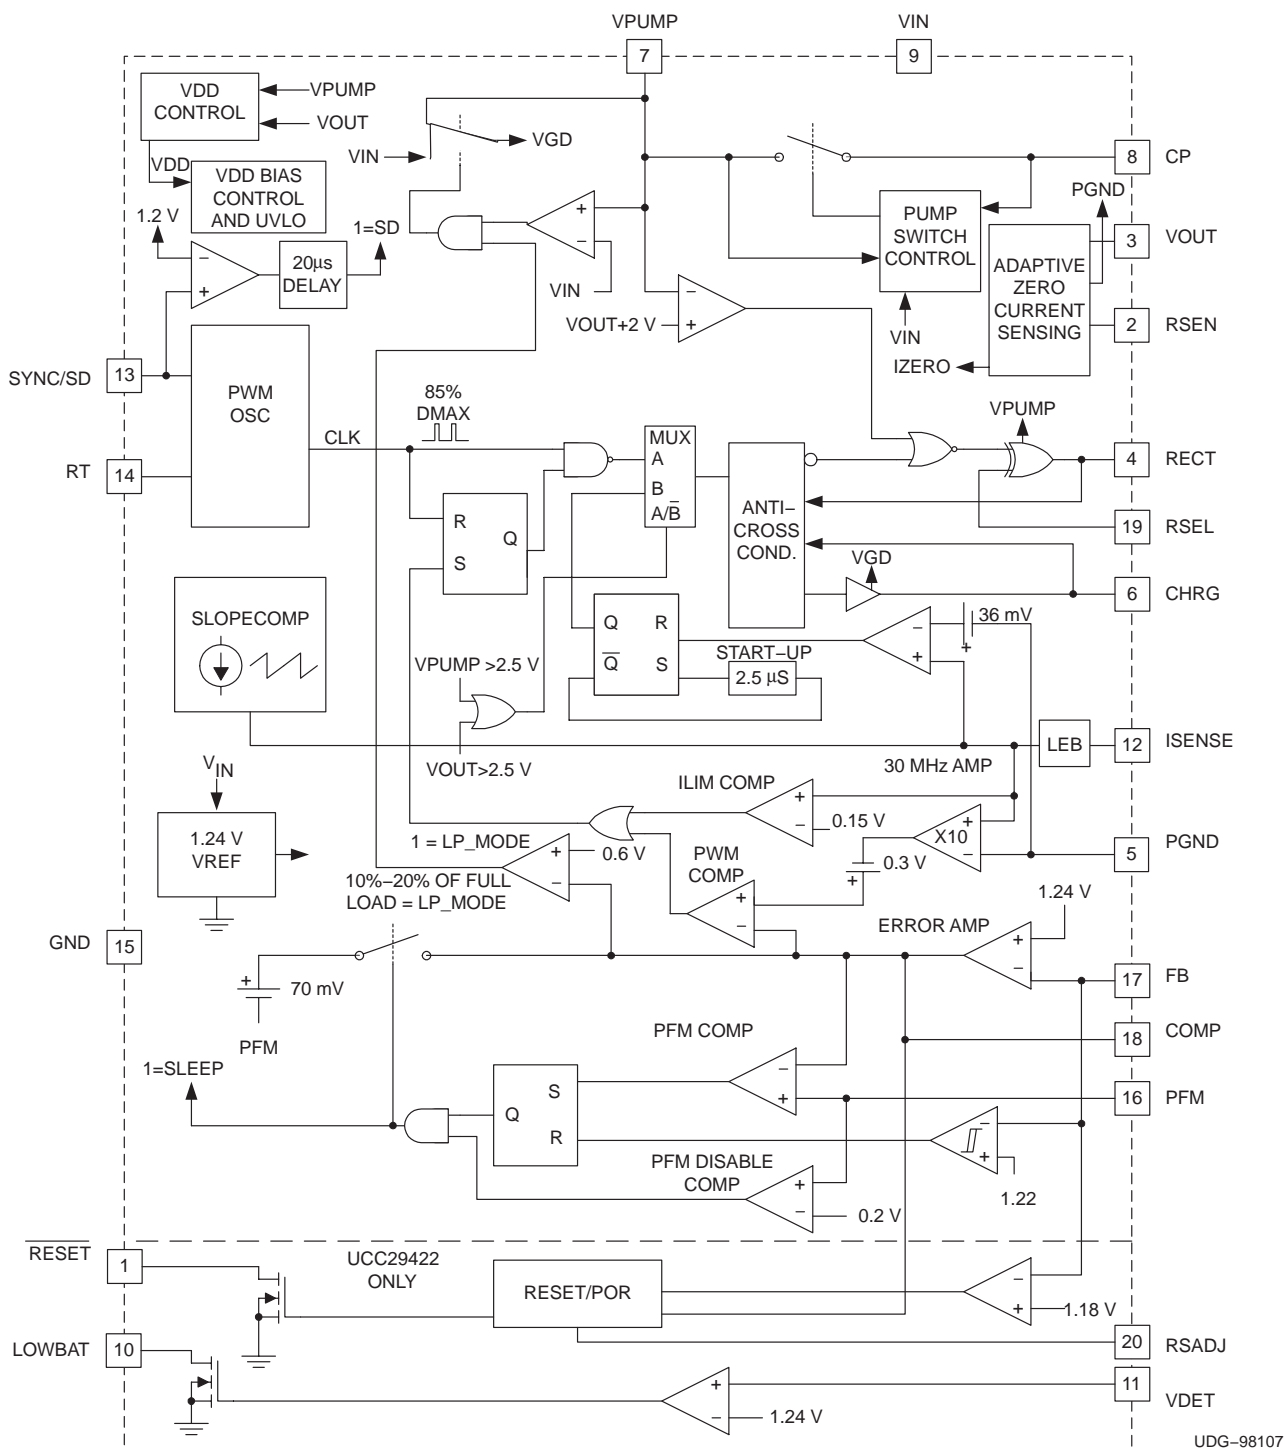 VPUMP
VIN
7
9
VDD
CONTROL
VPUMP
VOUT
VIN
VGD
VDD
VDD BIAS
CONTROL
AND UVLO
8
CP
PGND
1.2 V
1=SD
+
−
PUMP
SWITCH
CONTROL
3
VOUT
−
+
20µs
DELAY
VIN
ADAPTIVE
ZERO
CURRENT
SENSING
VOUT+2 V
−
+
VIN
2
RSEN
IZERO
SYNC/SD
13
PWM
OSC
85%
DMAX
VPUMP
CLK
MUX
A
B
A/B̅
RT
14
4
RECT
R
S
Q
ANTI−
CROSS
COND.
19
RSEL
VGD
6
CHRG
SLOPECOMP
Q
R
Q̅
S
−
+
36 mV
+
START−UP
2.5 µS
VPUMP >2.5 V
VOUT>2.5 V
LEB
12
ISENSE
30 MHz AMP
VIN
ILIM COMP
+
−
0.15 V
X10
+
−
1.24 V
VREF
1 = LP_MODE
+
−
0.6 V
PWM
COMP
0.3 V
+
5
PGND
10%−20% OF FULL
LOAD = LP_MODE
+
−
1.24 V
ERROR AMP
+
−
GND
15
+
70 mV
PFM
17
FB
PFM COMP
18
COMP
1=SLEEP
S
Q
R
−
+
16
PFM
−
+
1.22
PFM DISABLE
COMP
+
−
0.2 V
R̅E̅S̅E̅T̅
1
UCC29422
ONLY
RESET/POR
−
+
1.18 V
LOWBAT
10
20
RSADJ
+
−
1.24 V
11
VDET
UDG−98107